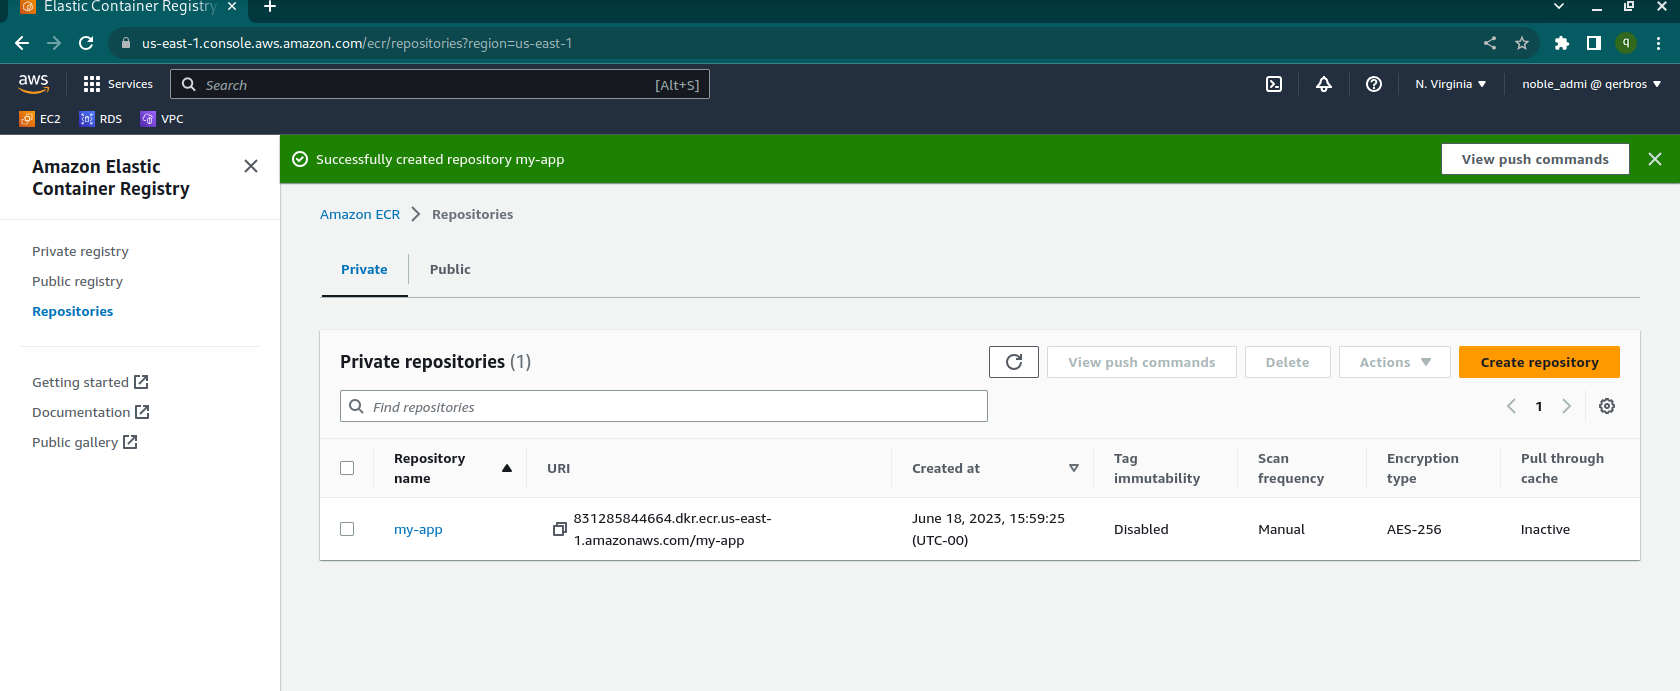 Elastic Container Registry
us-east-1.console.aws.amazon.com/ecr/repositories?region=us-east-1
q
aws
Services
Search
[Alt+S]
N. Virginia
noble_admi @ qerbros
EC2
RDS
VPC
Amazon Elastic
Container Registry
Private registry
Public registry
Repositories
Getting started
Documentation
Public gallery
Successfully created repository my-app
View push commands
Amazon ECR
Repositories
Private
Public
Private repositories (1)
View push commands
Delete
Actions
Create repository
Find repositories
1
Repository
name
URI
Created at
Tag
immutability
Scan
frequency
Encryption
type
Pull through
cache
my-app
831285844664.dkr.ecr.us-east-
1.amazonaws.com/my-app
June 18, 2023, 15:59:25
(UTC-00)
Disabled
Manual
AES-256
Inactive